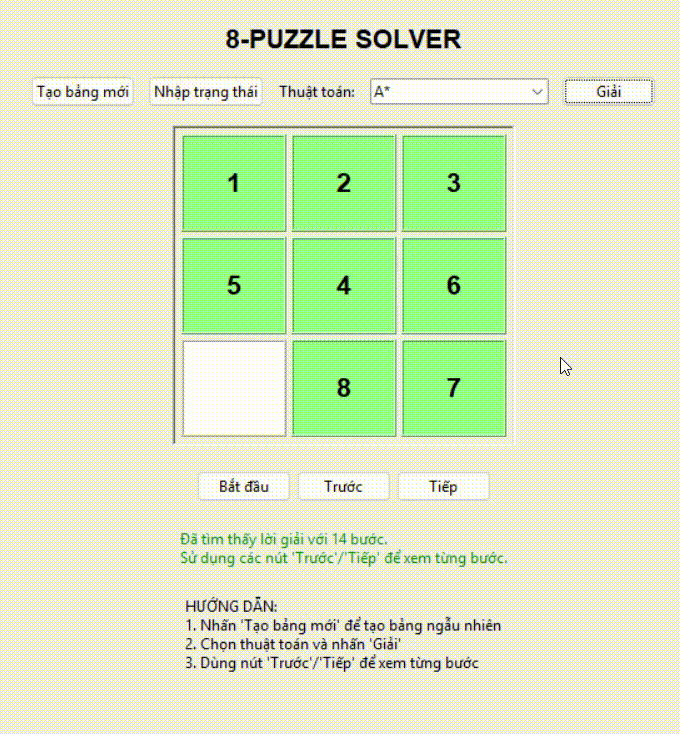 8-PUZZLE SOLVER
Tạo bảng mới Nhập trạng thái Thuật toán: A* Giải
1 2 3
5 4 6
8 7
Bắt đầu Trước Tiếp
Đã tìm thấy lời giải với 14 bước.
Sử dụng các nút 'Trước'/'Tiếp' để xem từng bước.
HƯỚNG DẪN:
1. Nhấn 'Tạo bảng mới' để tạo bảng ngẫu nhiên
2. Chọn thuật toán và nhấn 'Giải'
3. Dùng nút 'Trước'/'Tiếp' để xem từng bước